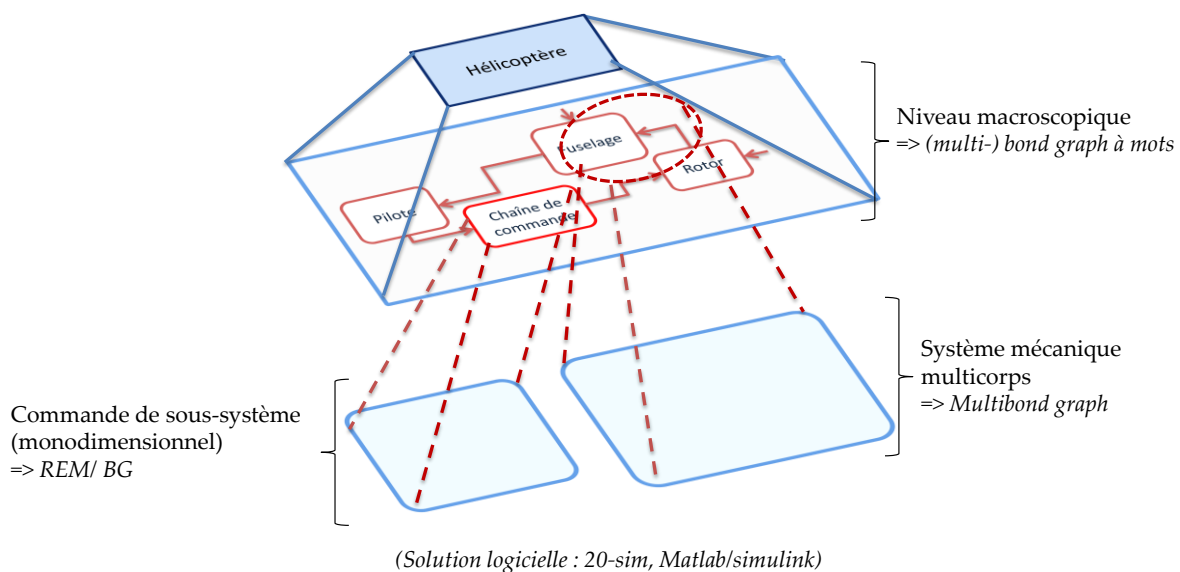 Hélicoptère
Niveau macroscopique
=> (multi-) bond graph à mots
Fuselage
Rotor
Pilote
Chaîne de
commande
Système mécanique
multicorps
=> Multibond graph
Commande de sous-système
(monodimensionnel)
=> REM/ BG
(Solution logicielle : 20-sim, Matlab/simulink)